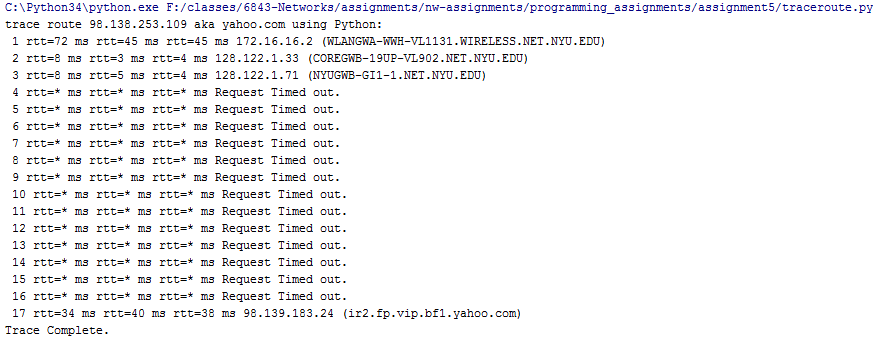 C:\Python34\python.exe F:/classes/6843-Networks/assignments/nw-assignments/programming_assignments/assignment5/traceroute.py
trace route 98.138.253.109 aka yahoo.com using Python:
1 rtt=72 ms rtt=45 ms rtt=45 ms 172.16.16.2 (WLANGWA-WWH-VL1131.WIRELESS.NET.NYU.EDU)
2 rtt=8 ms rtt=3 ms rtt=4 ms 128.122.1.33 (COREGWB-19UP-VL902.NET.NYU.EDU)
3 rtt=8 ms rtt=5 ms rtt=4 ms 128.122.1.71 (NYUGWB-GI1-1.NET.NYU.EDU)
4 rtt=* ms rtt=* ms rtt=* ms Request Timed out.
5 rtt=* ms rtt=* ms rtt=* ms Request Timed out.
6 rtt=* ms rtt=* ms rtt=* ms Request Timed out.
7 rtt=* ms rtt=* ms rtt=* ms Request Timed out.
8 rtt=* ms rtt=* ms rtt=* ms Request Timed out.
9 rtt=* ms rtt=* ms rtt=* ms Request Timed out.
10 rtt=* ms rtt=* ms rtt=* ms Request Timed out.
11 rtt=* ms rtt=* ms rtt=* ms Request Timed out.
12 rtt=* ms rtt=* ms rtt=* ms Request Timed out.
13 rtt=* ms rtt=* ms rtt=* ms Request Timed out.
14 rtt=* ms rtt=* ms rtt=* ms Request Timed out.
15 rtt=* ms rtt=* ms rtt=* ms Request Timed out.
16 rtt=* ms rtt=* ms rtt=* ms Request Timed out.
17 rtt=34 ms rtt=40 ms rtt=38 ms 98.139.183.24 (ir2.fp.vip.bf1.yahoo.com)
Trace Complete.